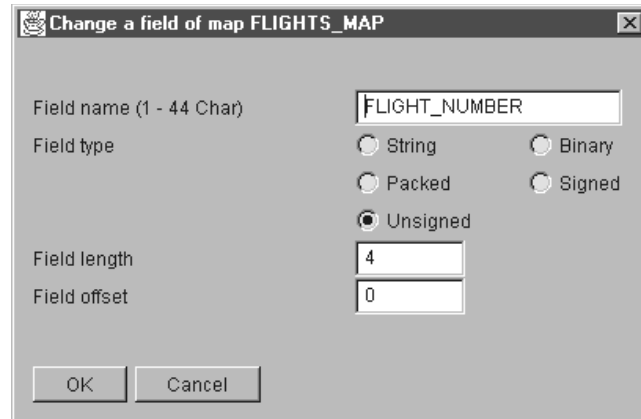 Change a field of map FLIGHTS_MAP
Field name (1 - 44 Char) FLIGHT_NUMBER
Field type String Binary
Packed Signed
Unsigned
Field length 4
Field offset 0
OK Cancel